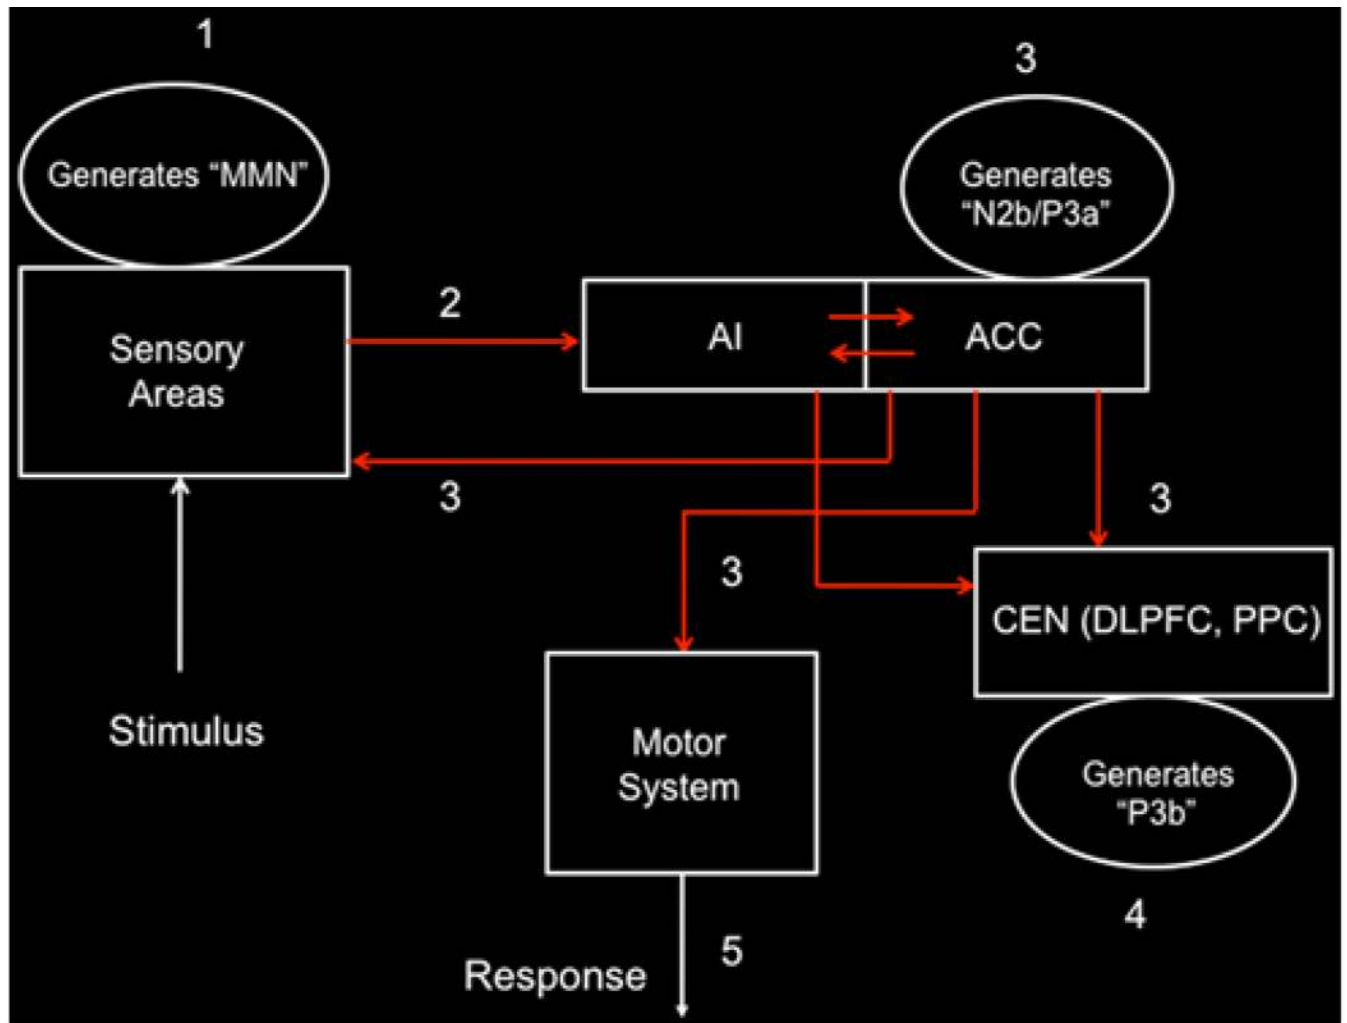 1
3
Generates “MMN”
Generates
“N2b/P3a”
2
Sensory
Areas
AI
ACC
3
3
3
CEN (DLPFC, PPC)
Stimulus
Motor
System
Generates
“P3b”
4
5
Response